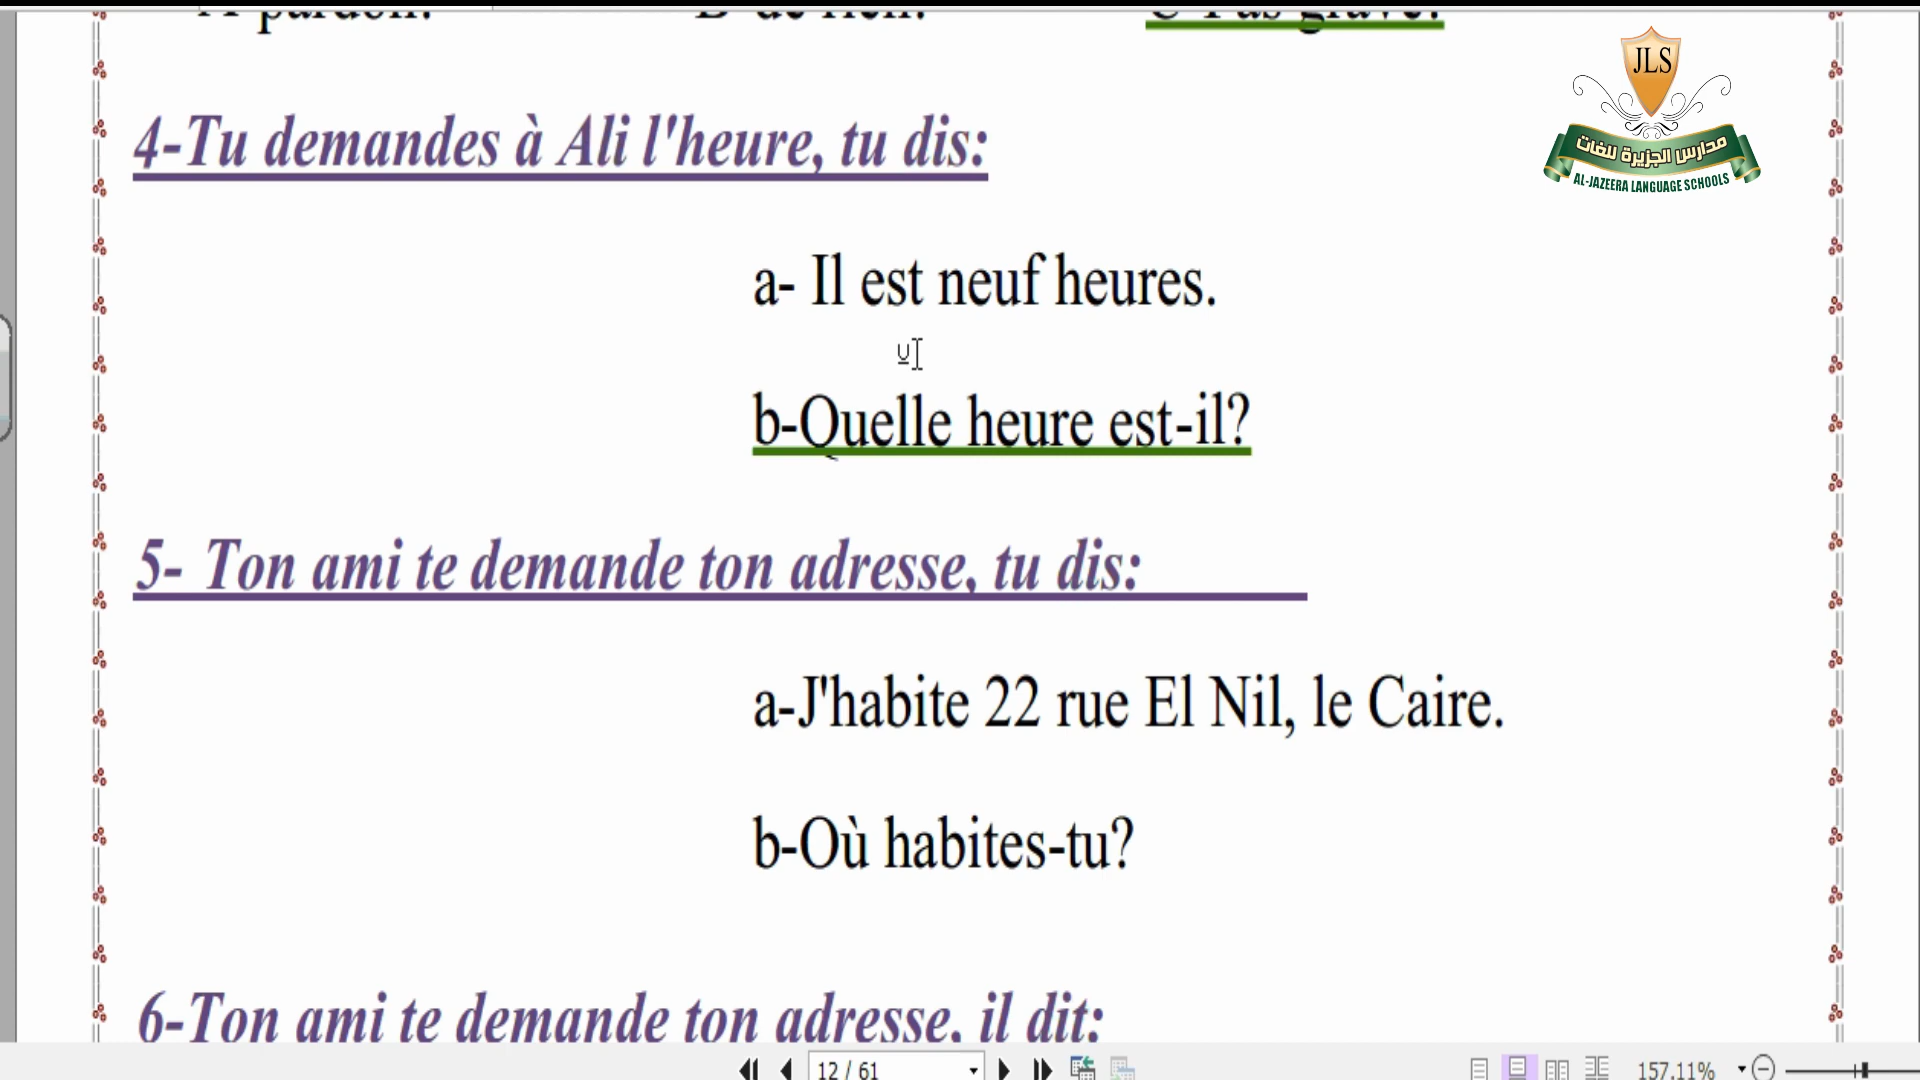 4-Tu demandes à Ali l'heure, tu dis:
JLS
مدارس الجزيرة للغات
AL-JAZEERA LANGUAGE SCHOOLS
a- Il est neuf heures.
b-Quelle heure est-il?
5- Ton ami te demande ton adresse, tu dis:
a-J'habite 22 rue El Nil, le Caire.
b-Où habites-tu?
6-Ton ami te demande ton adresse, il dit:
12 / 61
157.11%